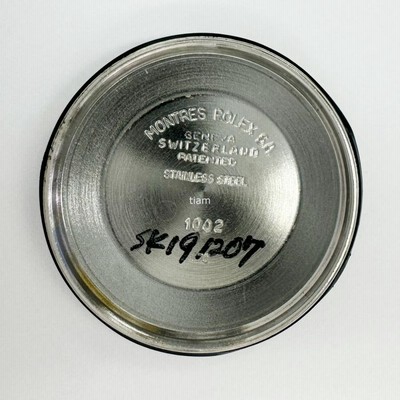 MONTRES ROLEX S.A.
GENEVA
SWITZERLAND
PATENTED
STAINLESS STEEL
tiam
1002
SK19.1207